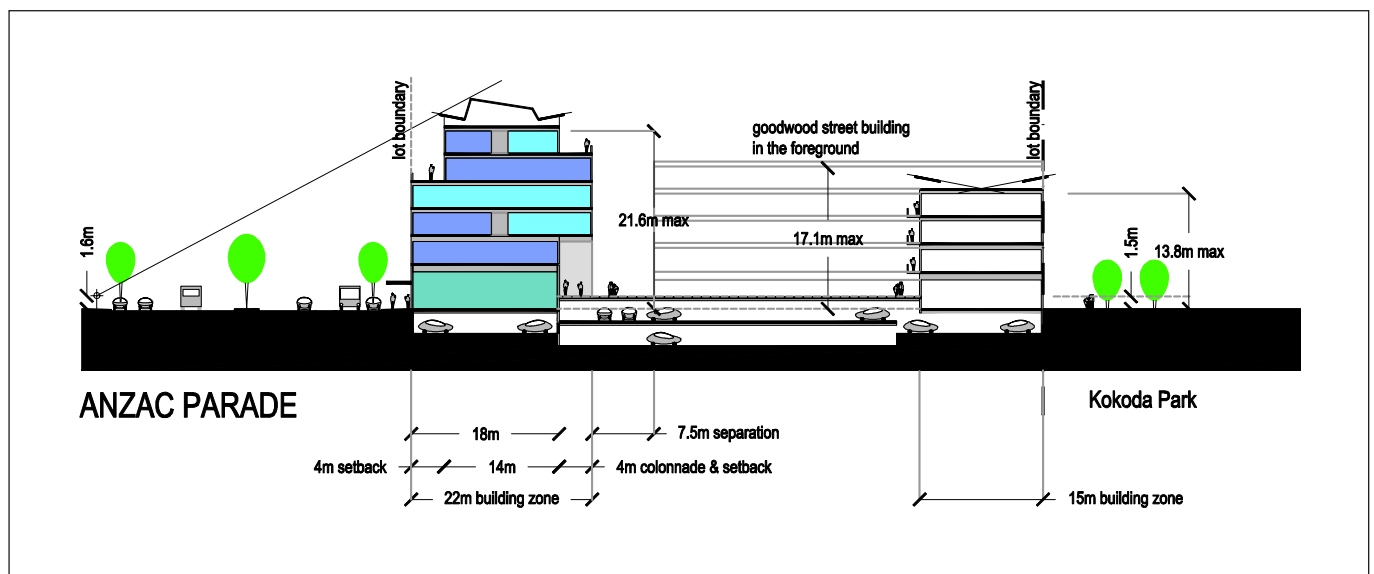 lot boundary
lot boundary
goodwood street building
in the foreground
1.6m
21.6m max
17.1m max
1.5m
13.8m max
ANZAC PARADE
Kokoda Park
18m
7.5m separation
4m setback
14m
4m colonnade & setback
22m building zone
15m building zone